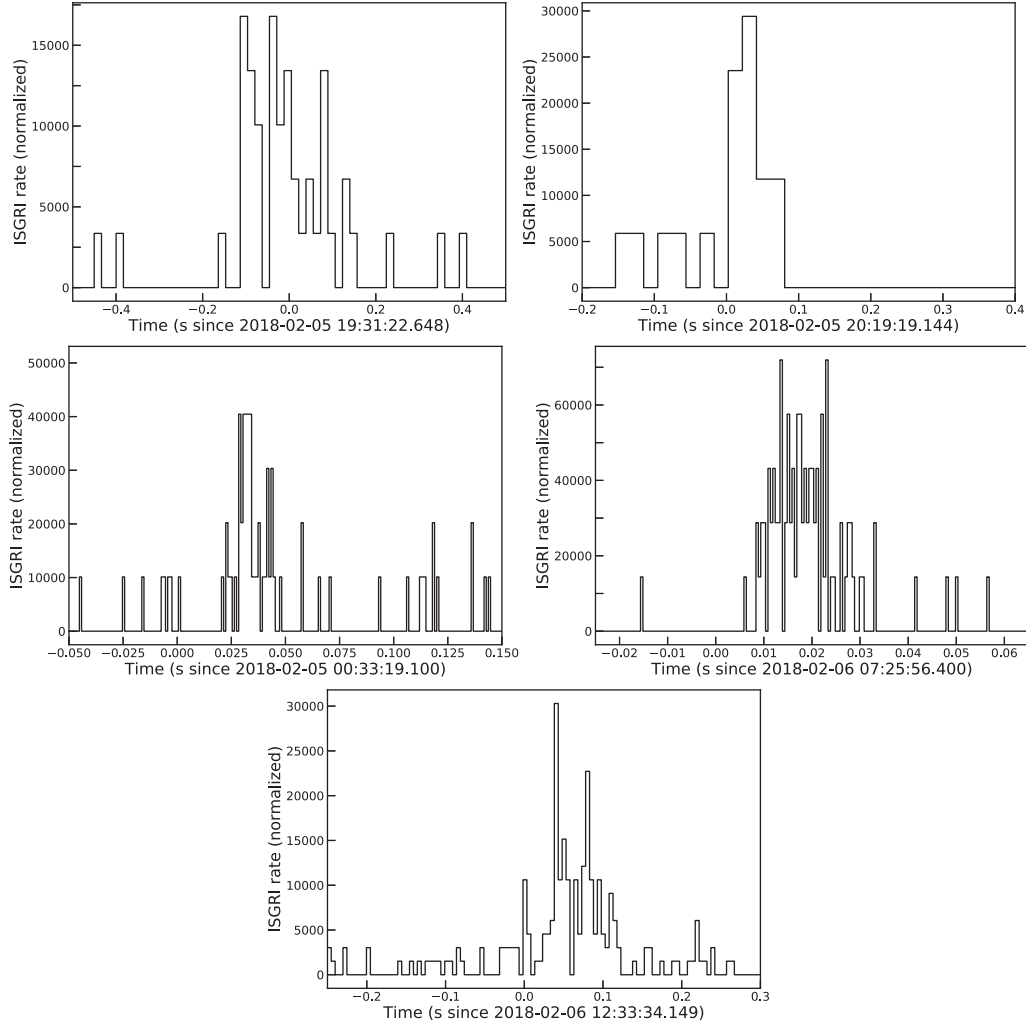 15000
10000
5000
0
ISGRI rate (normalized)
−0.4 −0.2 0.0 0.2 0.4
Time (s since 2018-02-05 19:31:22.648)
30000
25000
20000
15000
10000
5000
0
ISGRI rate (normalized)
−0.2 −0.1 0.0 0.1 0.2 0.3 0.4
Time (s since 2018-02-05 20:19:19.144)
50000
40000
30000
20000
10000
0
ISGRI rate (normalized)
−0.050 −0.025 0.000 0.025 0.050 0.075 0.100 0.125 0.150
Time (s since 2018-02-05 00:33:19.100)
60000
40000
20000
0
ISGRI rate (normalized)
−0.02 −0.01 0.00 0.01 0.02 0.03 0.04 0.05 0.06
Time (s since 2018-02-06 07:25:56.400)
30000
25000
20000
15000
10000
5000
0
ISGRI rate (normalized)
−0.2 −0.1 0.0 0.1 0.2 0.3
Time (s since 2018-02-06 12:33:34.149)